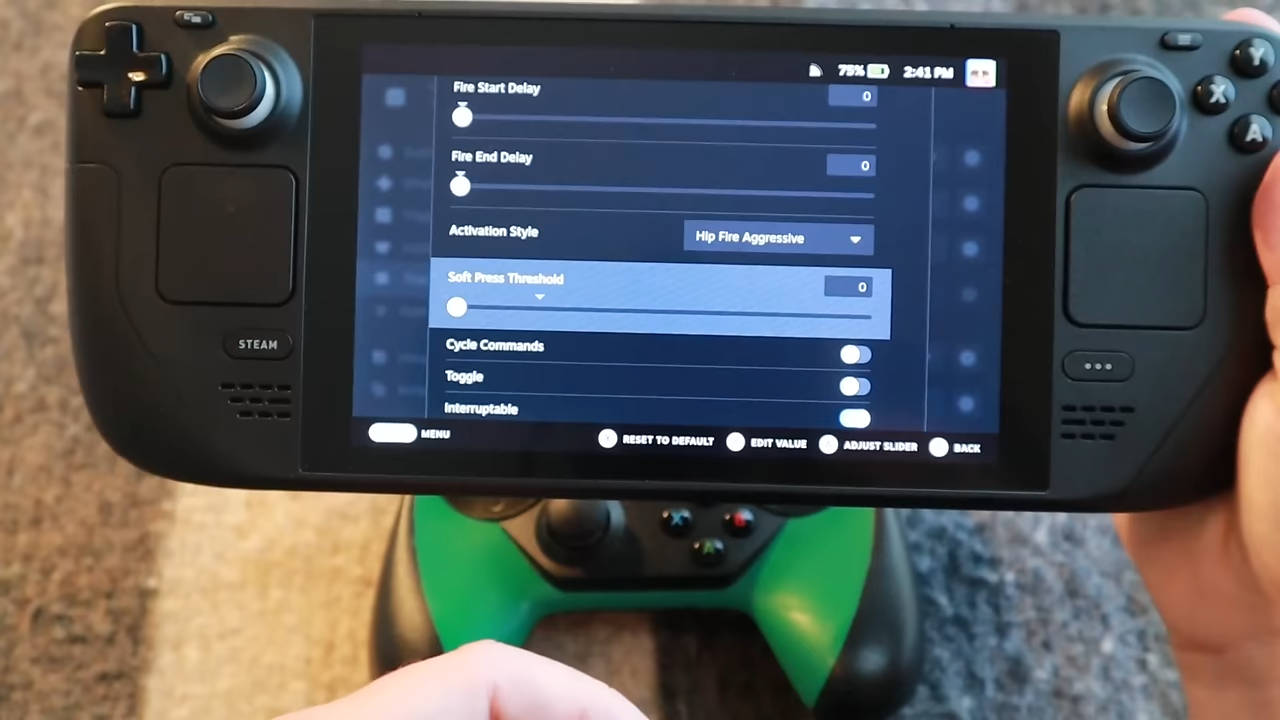 75% 2:41 PM
Fire Start Delay 0
Fire End Delay 0
Activation Style Hip Fire Aggressive
Soft Press Threshold 0
Cycle Commands
Toggle
Interruptable
MENU RESET TO DEFAULT EDIT VALUE ADJUST SLIDER BACK
STEAM
Y
X
A
X
B
A